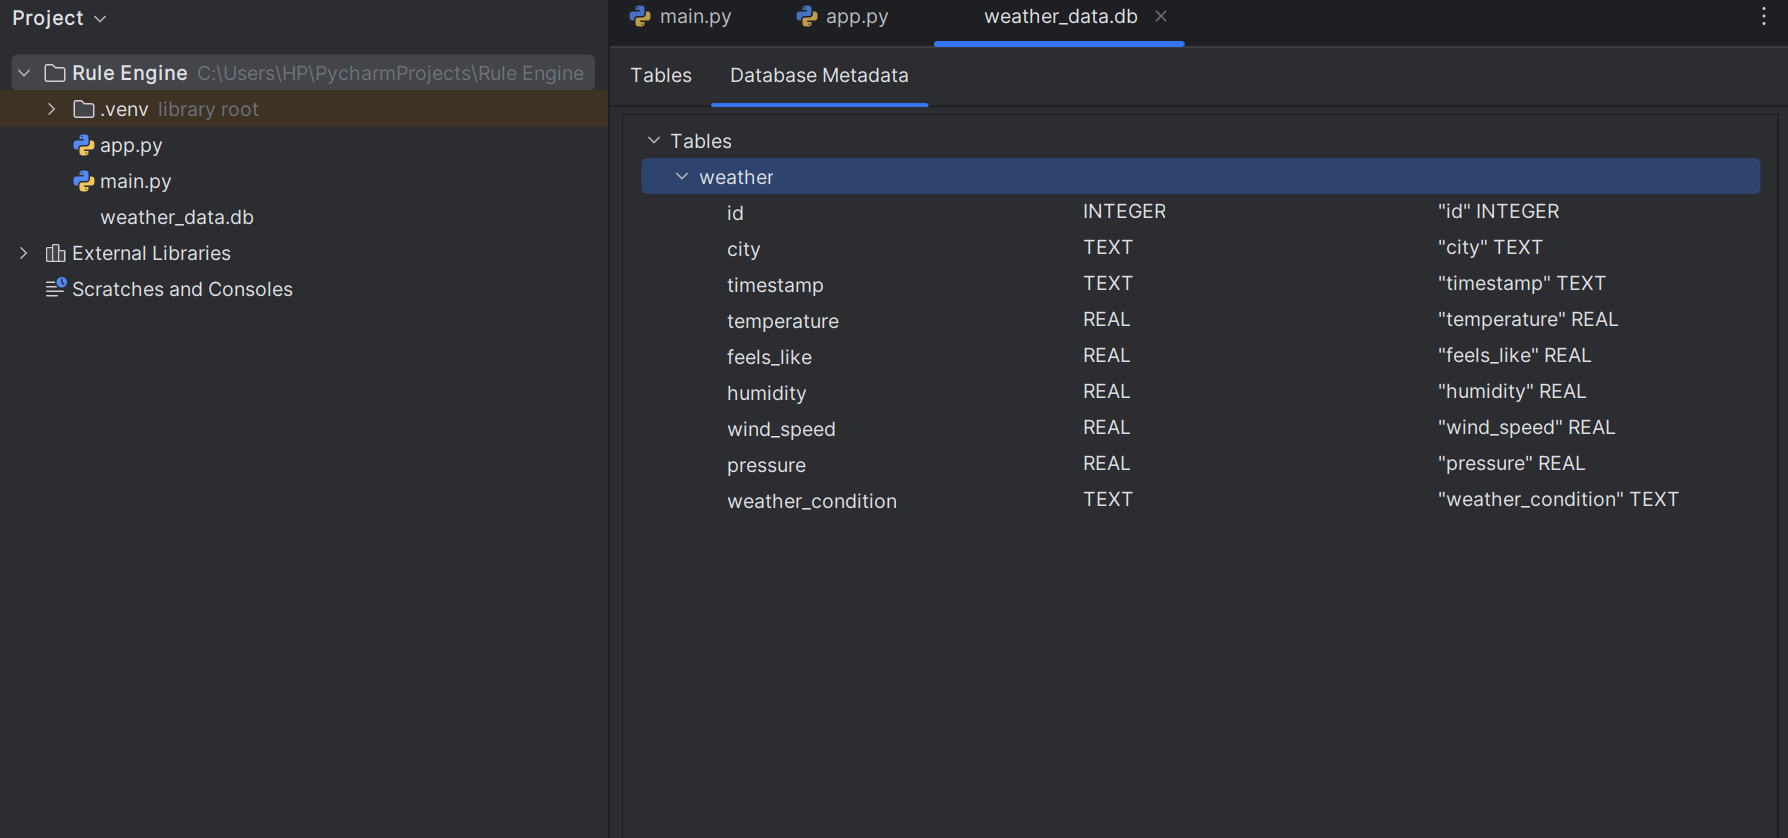 Project
Rule Engine C:\Users\HP\PycharmProjects\Rule Engine
.venv library root
app.py
main.py
weather_data.db
External Libraries
Scratches and Consoles
main.py app.py weather_data.db
Tables Database Metadata
Tables
weather
id INTEGER "id" INTEGER
city TEXT "city" TEXT
timestamp TEXT "timestamp" TEXT
temperature REAL "temperature" REAL
feels_like REAL "feels_like" REAL
humidity REAL "humidity" REAL
wind_speed REAL "wind_speed" REAL
pressure REAL "pressure" REAL
weather_condition TEXT "weather_condition" TEXT